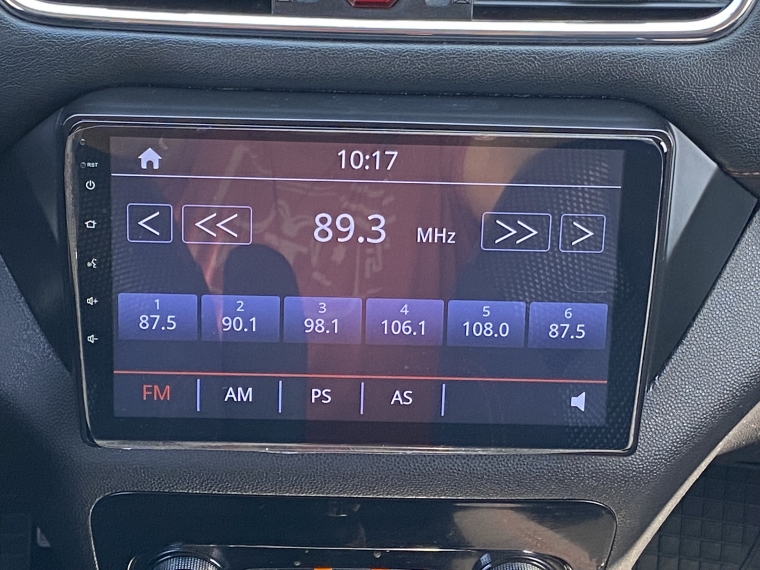 10:17
RST
< << 89.3 MHz >> >
1 2 3 4 5 6
87.5 90.1 98.1 106.1 108.0 87.5
FM AM PS AS